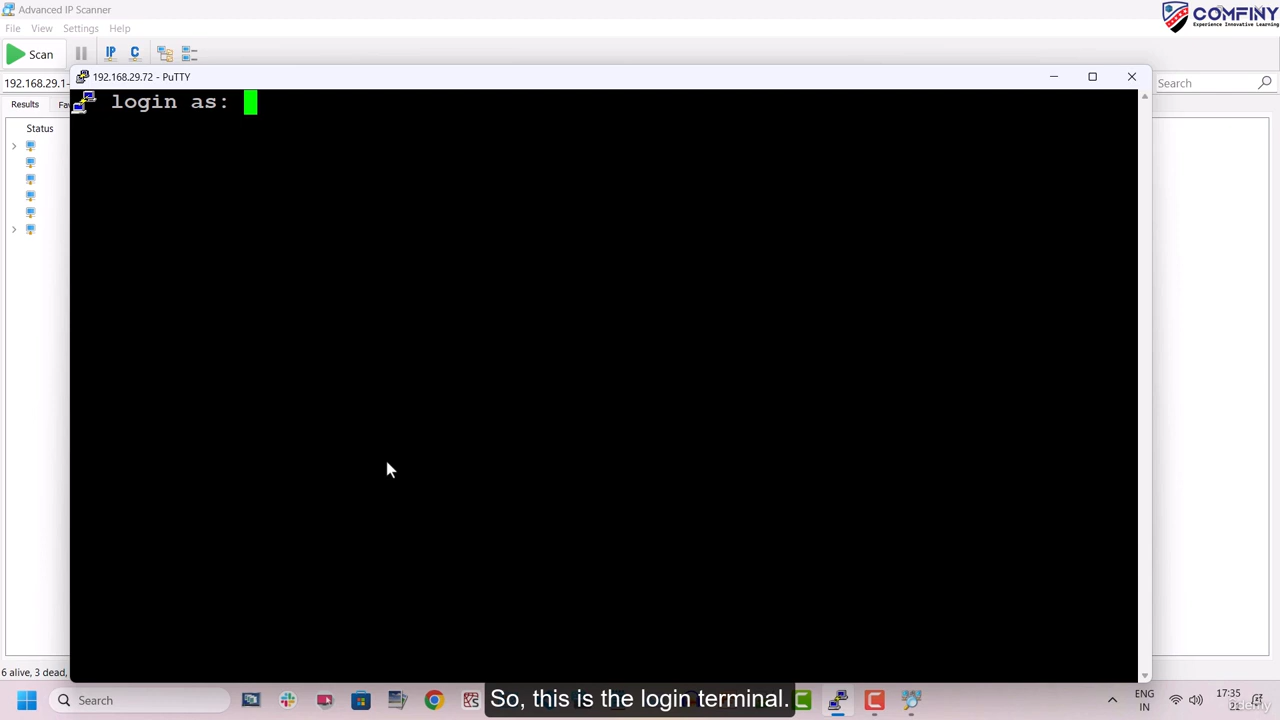 Advanced IP Scanner
COMFINY
Experience Innovative Learning
File View Settings Help
Scan
IP
C
192.168.29.1-
Search
192.168.29.72 - PuTTY
login as:
Results
Status
6 alive, 3 dead,
Search
So, this is the login terminal.
ENG
IN
17:35